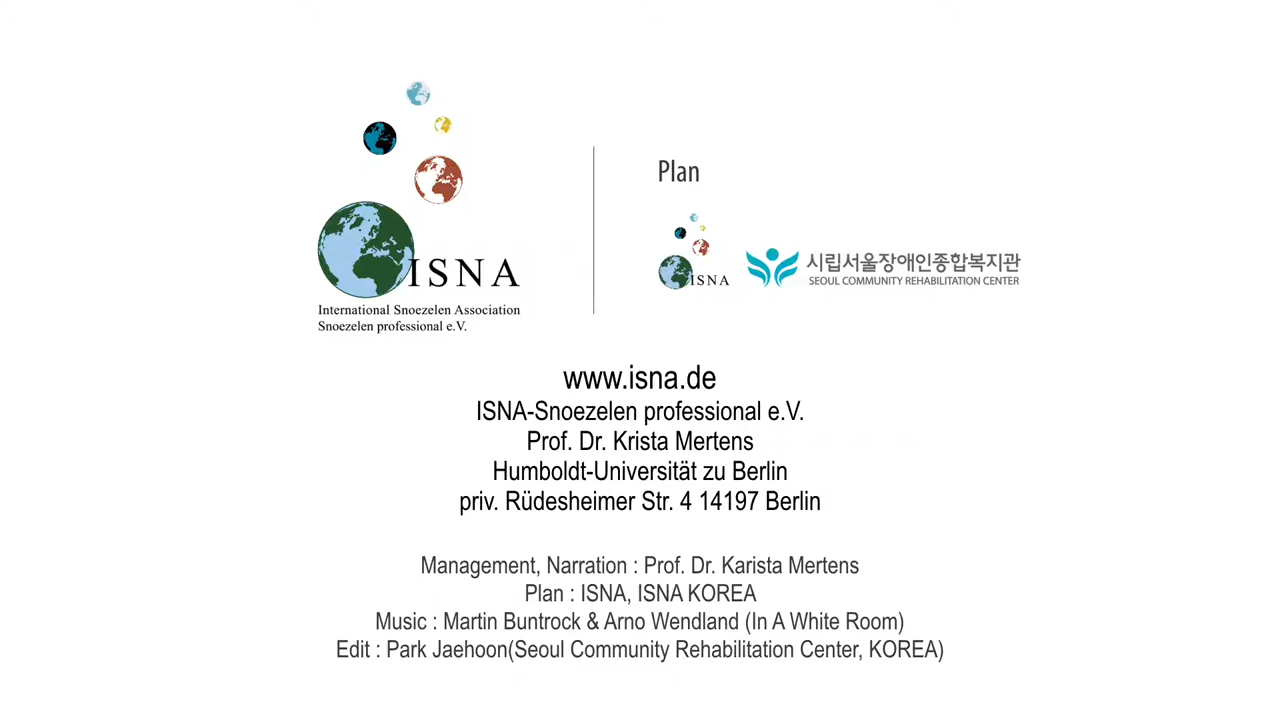 ISNA
International Snoezelen Association
Snoezelen professional e.V.
Plan
ISNA
시립서울장애인종합복지관
SEOUL COMMUNITY REHABILITATION CENTER
www.isna.de
ISNA-Snoezelen professional e.V.
Prof. Dr. Krista Mertens
Humboldt-Universität zu Berlin
priv. Rüdesheimer Str. 4 14197 Berlin
Management, Narration : Prof. Dr. Karista Mertens
Plan : ISNA, ISNA KOREA
Music : Martin Buntrock & Arno Wendland (In A White Room)
Edit : Park Jaehoon(Seoul Community Rehabilitation Center, KOREA)